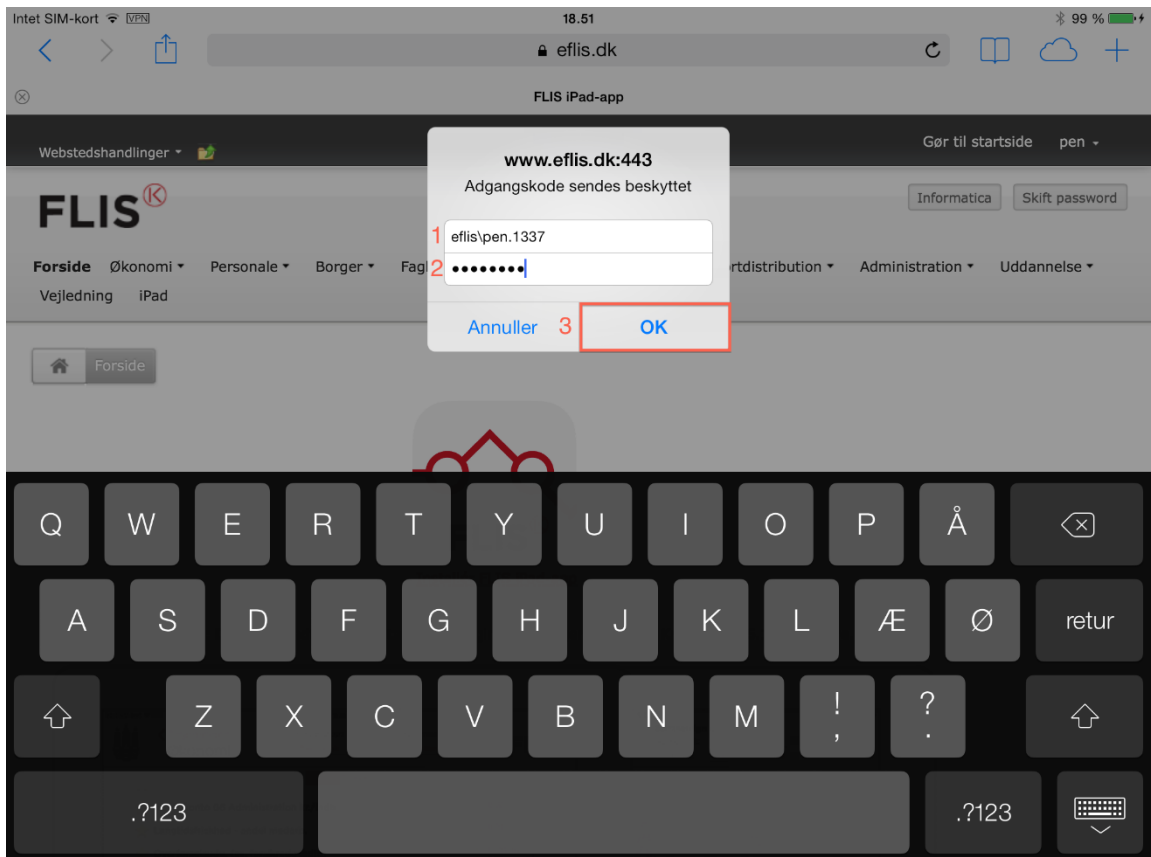 Intet SIM-kort VPN 18.51 99 %
eflis.dk
FLIS iPad-app
Webstedshandlinger Gør til startside pen
www.eflis.dk:443
Adgangskode sendes beskyttet
FLIS K Informatica Skift password
1 eflis\pen.1337
2 ••••••••
Forside Økonomi Personale Borger Fag rtdistribution Administration Uddannelse
Vejledning iPad
Annuller 3 OK
Forside
Q W E R T Y U I O P Å
A S D F G H J K L Æ Ø retur
Z X C V B N M ! , ? .
.?123 .?123